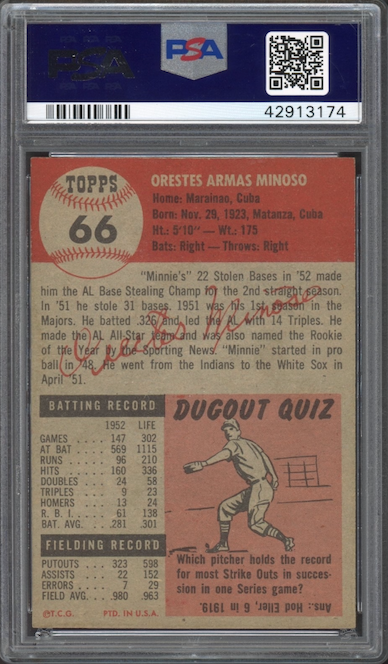 PSA
PSA
42913174
TOPPS
66
ORESTES ARMAS MINOSO
Home: Marainao, Cuba
Born: Nov. 29, 1923, Matanza, Cuba
Ht.: 5'10" — Wt.: 175
Bats: Right — Throws: Right
"Minnie's" 22 Stolen Bases in '52 made
him the AL Base Stealing Champ for the 2nd straight season.
In '51 he stole 31 bases. 1951 was his 1st season in the
Majors. He batted .326 and led the AL with 14 Triples. He
made the AL All-Star team and was also named the Rookie
of the Year by the Sporting News. "Minnie" started in pro
ball in '48. He went from the Indians to the White Sox in
April '51.
Orestes Minoso
BATTING RECORD
1952 LIFE
GAMES 147 302
AT BAT 569 1115
RUNS 96 210
HITS 160 336
DOUBLES 24 58
TRIPLES 9 23
HOMERS 13 24
R. B. I. 61 138
BAT. AVG. .281 .301
FIELDING RECORD
PUTOUTS 323 598
ASSISTS 22 152
ERRORS 7 29
FIELD AVG. .980 .963
©T.C.G. PTD. IN U.S.A.
DUGOUT QUIZ
Which pitcher holds the record
for most Strike Outs in succes-
sion in one Series game?
Ans.: Hod Eller, 6 in 1919.